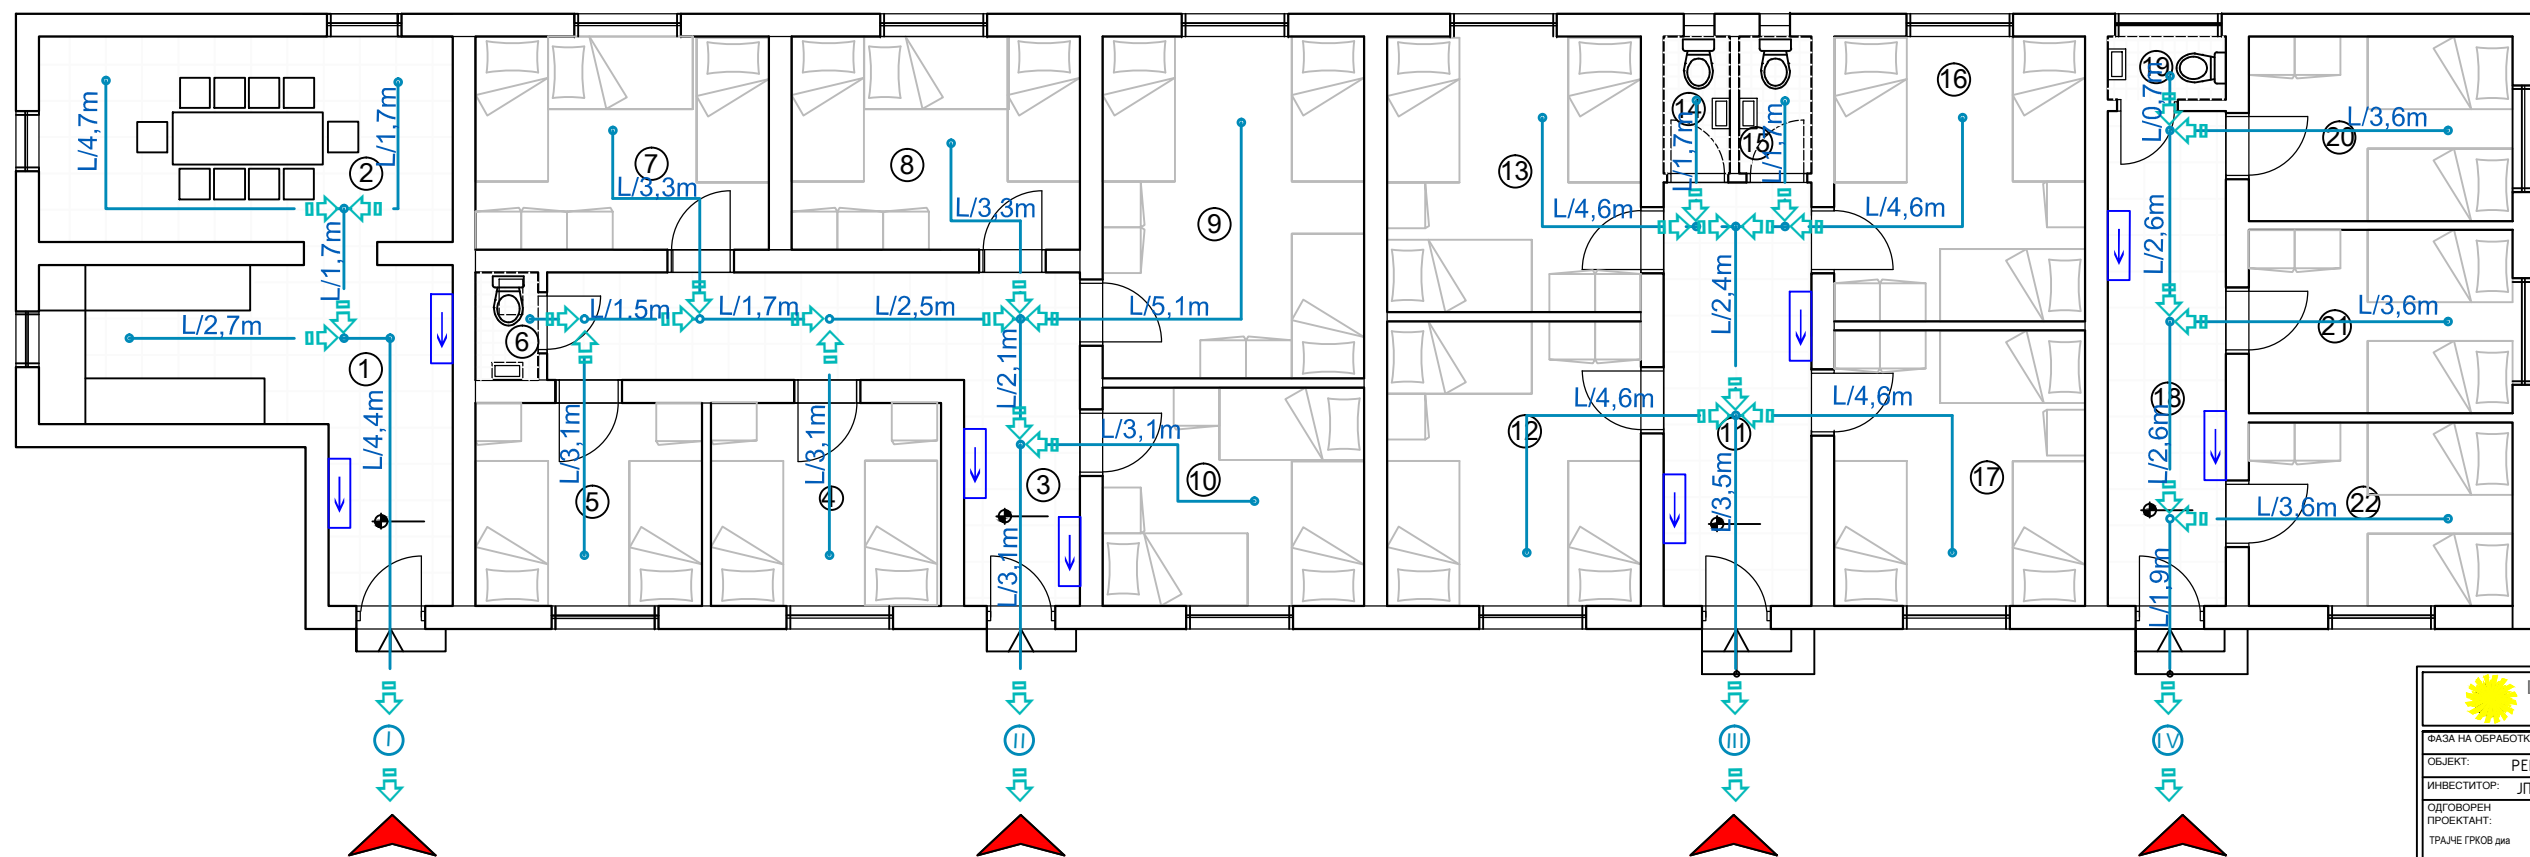 L/4,7m
L/1,7m
2
L/1,7m
L/2,7m
1
L/4,4m
7
L/3,3m
8
L/3,3m
9
6
L/1,5m
L/1,7m
L/2,5m
L/5,1m
L/2,1m
L/3,1m
5
L/3,1m
4
3
L/3,1m
10
L/3,1m
13
L/4,6m
14
L/1,7m
15
L/1,7m
16
L/4,6m
L/2,4m
12
L/4,6m
11
L/4,6m
L/3,5m
17
19
L/0,7m
L/3,6m
20
L/2,6m
L/3,6m
21
18
L/2,6m
L/3,6m
22
L/1,9m
I
II
III
IV
ФАЗА НА ОБРАБОТК
ОБЈЕКТ:
ИНВЕСТИТОР:
ОДГОВОРЕН
ПРОЕКТАНТ:
ТРАЈЧЕ ГРКОВ диа